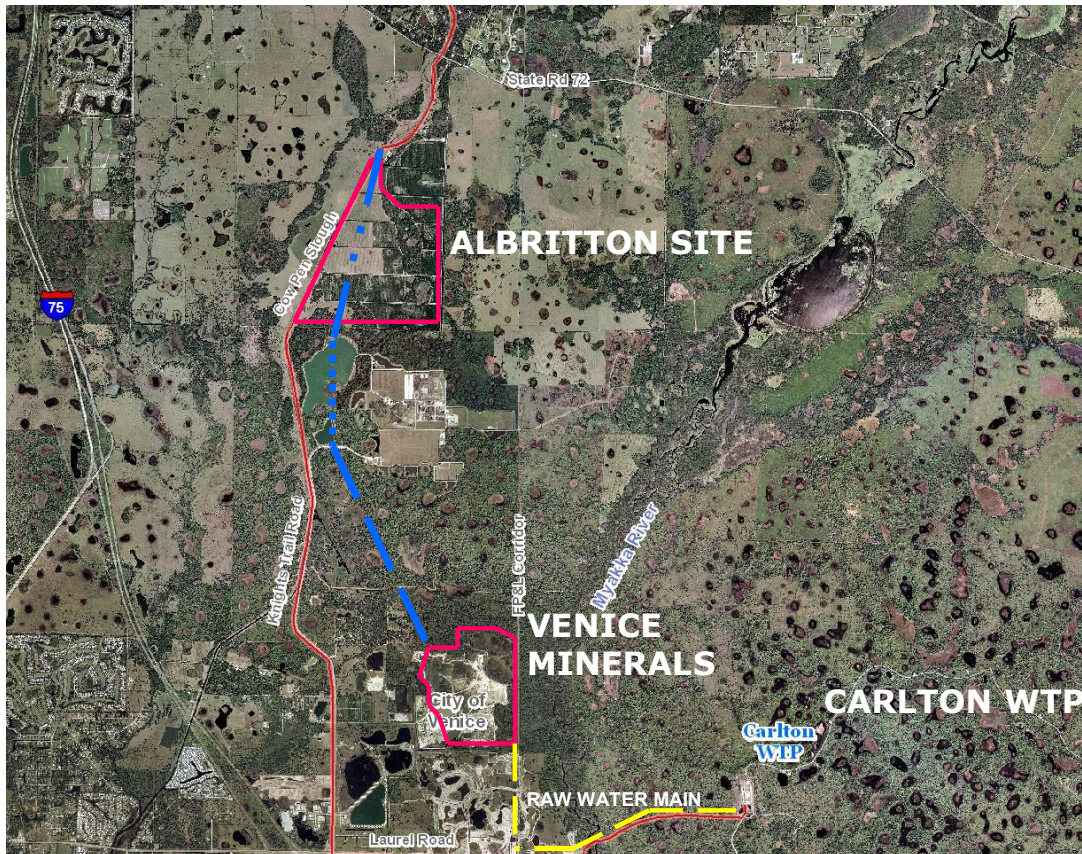 State Rd 72
ALBRITTON SITE
Cow Pen Slough
75
Knights Trail Road
FP&L Corridor
Myakka River
VENICE
MINERALS
City of
Venice
CARLTON WTP
Carlton
WTP
RAW WATER MAIN
Laurel Road